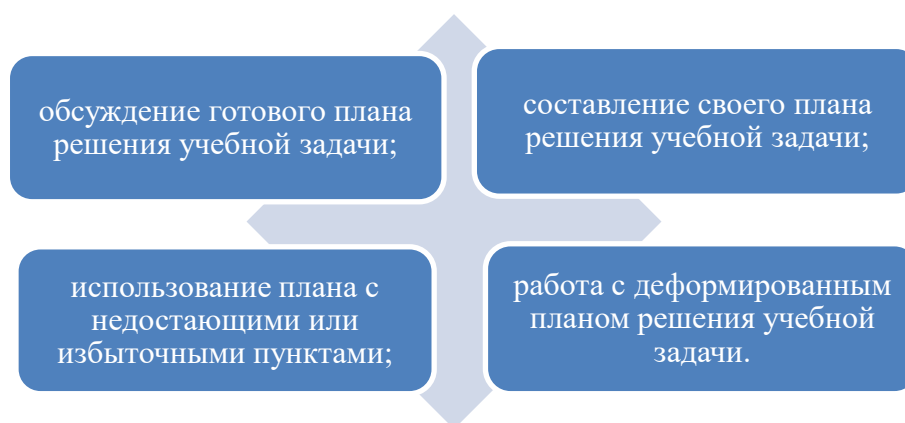 обсуждение готового плана
решения учебной задачи;
составление своего плана
решения учебной задачи;
использование плана с
недостающими или
избыточными пунктами;
работа с деформированным
планом решения учебной
задачи.